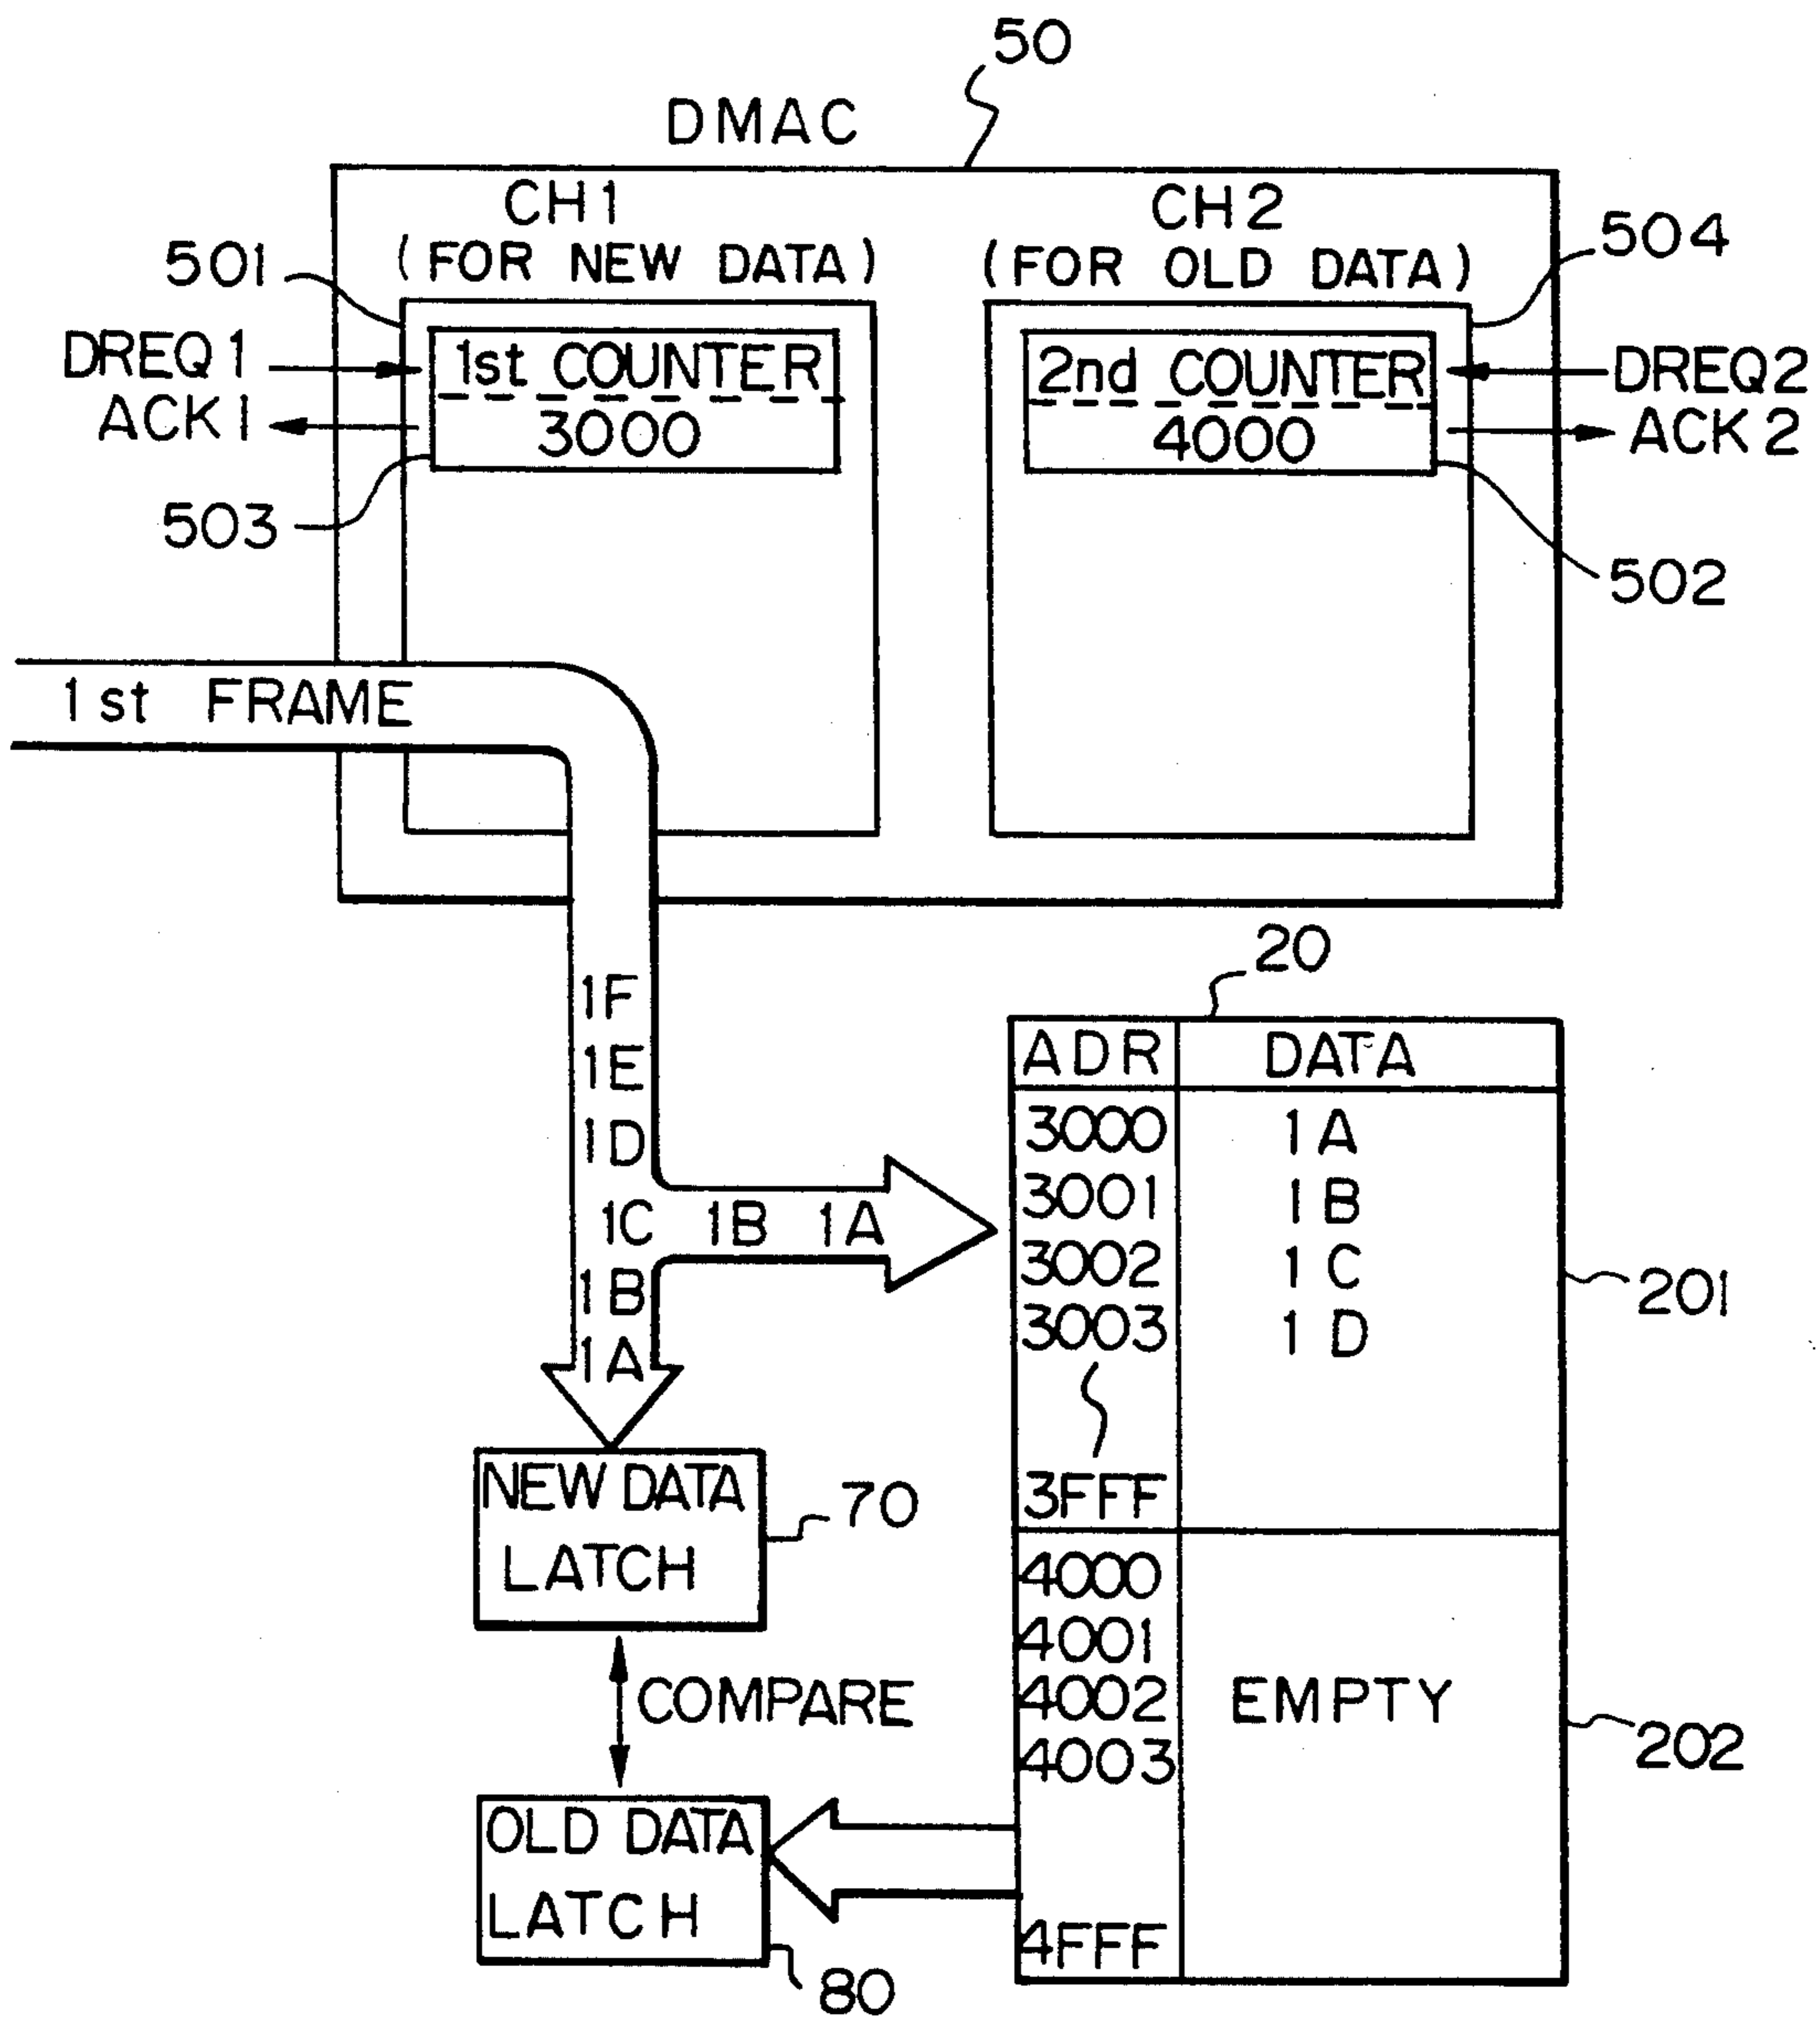 50
DMAC
CH1
(FOR NEW DATA)
CH2
(FOR OLD DATA)
501
504
DREQ1
ACK1
1st COUNTER
3000
2nd COUNTER
4000
DREQ2
ACK2
503
502
1st FRAME
1F
1E
1D
1C 1B 1A
1B
1A
20
ADR DATA
3000 1A
3001 1B
3002 1C
3003 1D
3FFF
201
4000
4001
4002 EMPTY
4003
4FFF
202
NEW DATA
LATCH
70
COMPARE
OLD DATA
LATCH
80